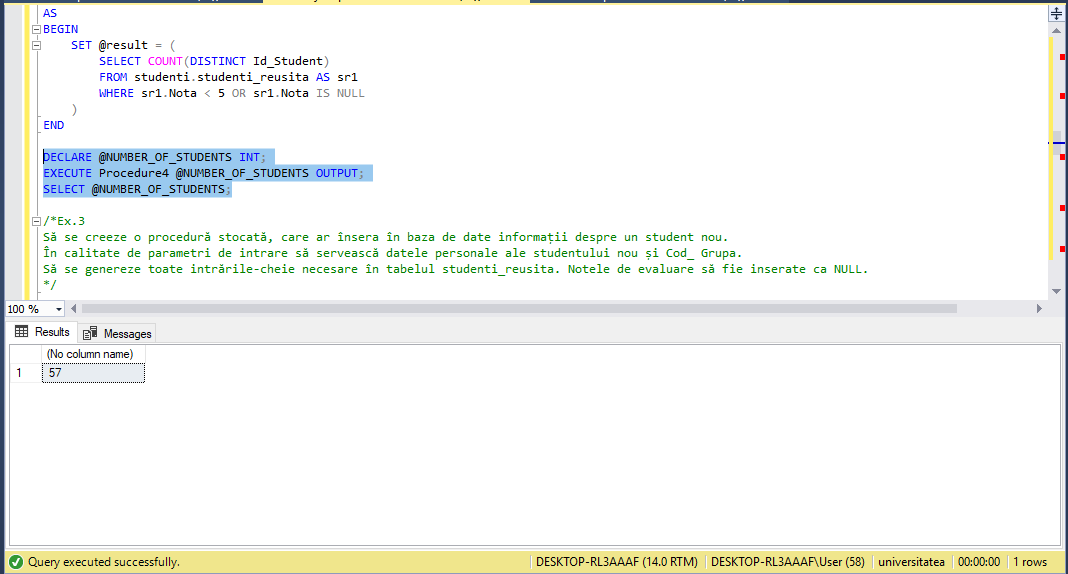 AS
BEGIN
SET @result = (
SELECT COUNT(DISTINCT Id_Student)
FROM studenti.studenti_reusita AS sr1
WHERE sr1.Nota < 5 OR sr1.Nota IS NULL
)
END
DECLARE @NUMBER_OF_STUDENTS INT;
EXECUTE Procedure4 @NUMBER_OF_STUDENTS OUTPUT;
SELECT @NUMBER_OF_STUDENTS;
/*Ex.3
Să se creeze o procedură stocată, care ar însera în baza de date informații despre un student nou.
În calitate de parametri de intrare să servească datele personale ale studentului nou și Cod_ Grupa.
Să se genereze toate intrările-cheie necesare în tabelul studenti_reusita. Notele de evaluare să fie inserate ca NULL.
*/
100 %
Results Messages
(No column name)
1 57
Query executed successfully. DESKTOP-RL3AAAF (14.0 RTM) DESKTOP-RL3AAAF\User (58) universitatea 00:00:00 1 rows